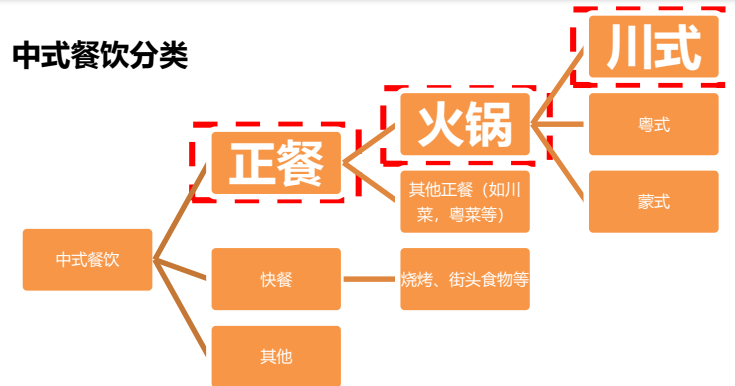 中式餐饮分类
川式
火锅
粤式
正餐
其他正餐（如川
菜，粤菜等）
蒙式
中式餐饮
快餐
烧烤、街头食物等
其他